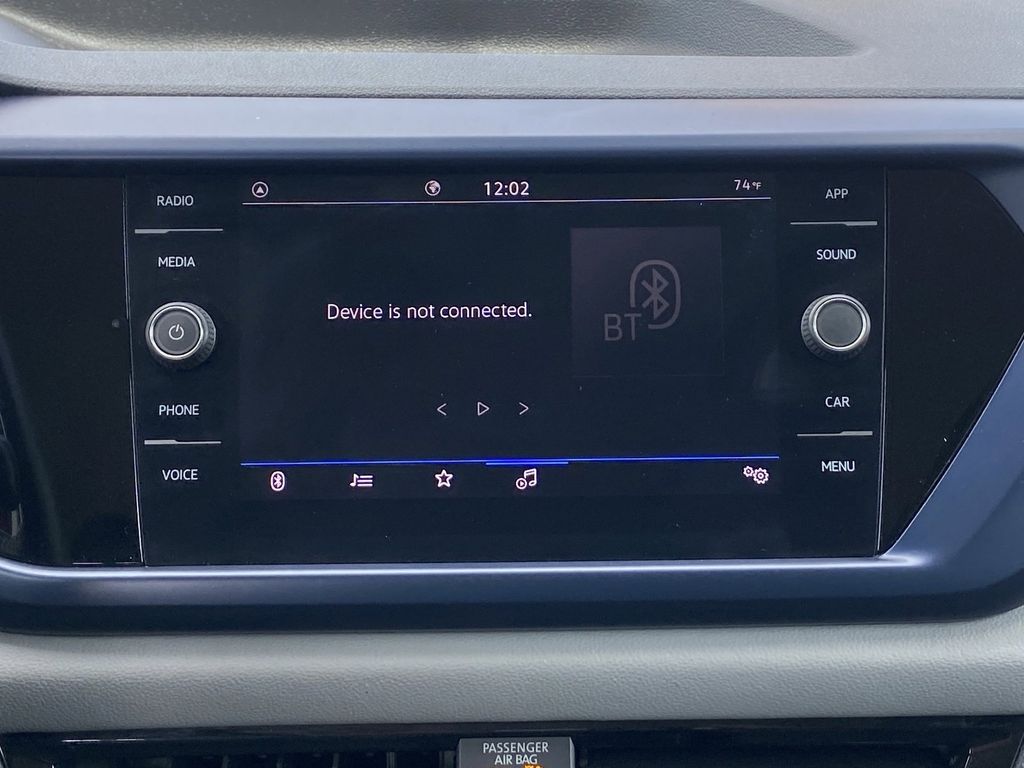 12:02
74°F
RADIO
MEDIA
PHONE
VOICE
Device is not connected.
BT
APP
SOUND
CAR
MENU
PASSENGER
AIR BAG